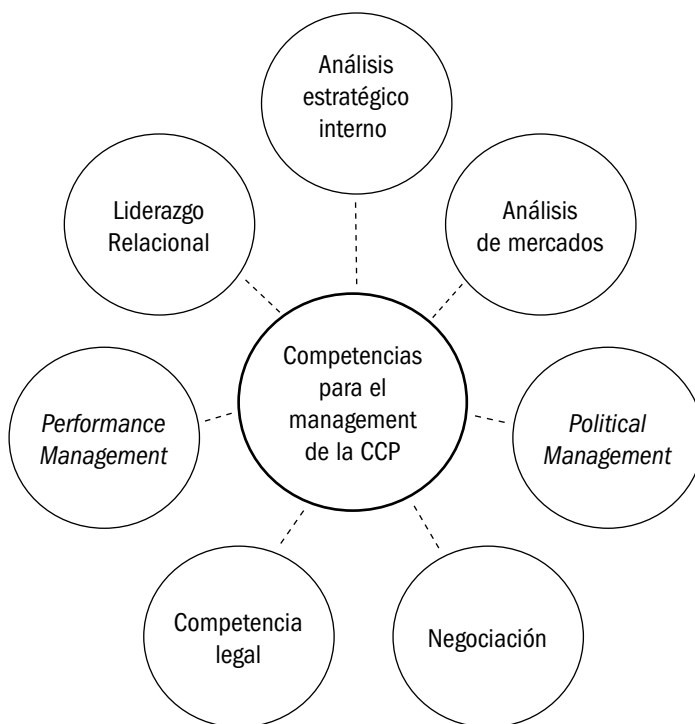 Análisis
estratégico
interno
Liderazgo
Relacional
Análisis
de mercados
Competencias
para el
management
de la CCP
Performance
Management
Political
Management
Competencia
legal
Negociación